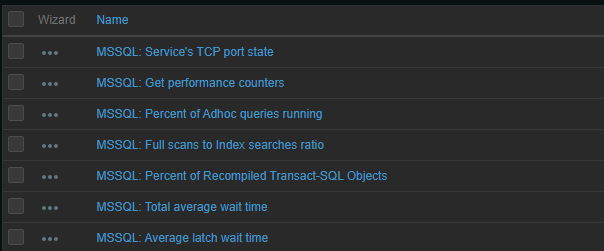 Wizard Name
MSSQL: Service's TCP port state
MSSQL: Get performance counters
MSSQL: Percent of Adhoc queries running
MSSQL: Full scans to Index searches ratio
MSSQL: Percent of Recompiled Transact-SQL Objects
MSSQL: Total average wait time
MSSQL: Average latch wait time